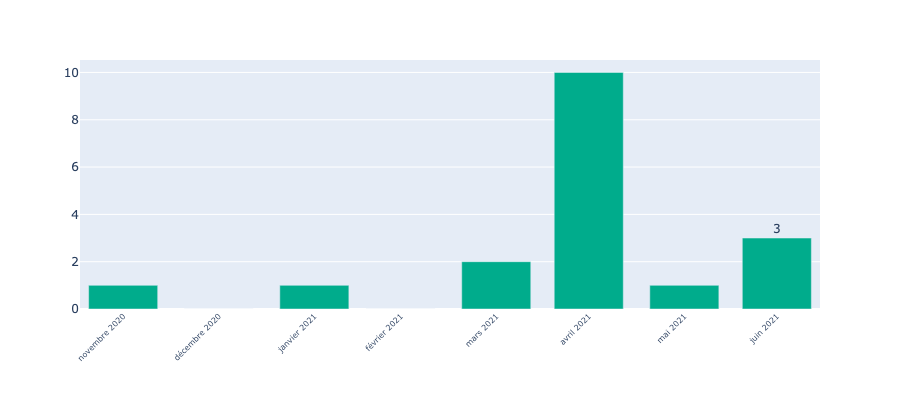 10
8
6
4
2
0
3
novembre 2020
décembre 2020
janvier 2021
février 2021
mars 2021
avril 2021
mai 2021
juin 2021